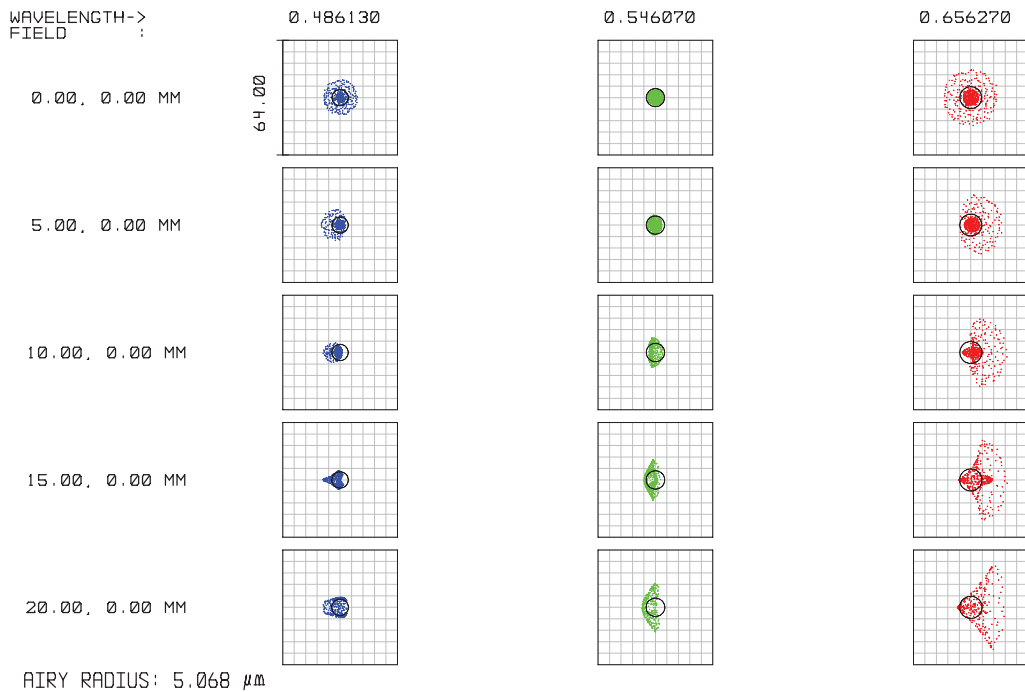 WAVELENGTH-> 0.486130 0.546070 0.656270
FIELD :
0.00, 0.00 MM
64.00
5.00, 0.00 MM
10.00, 0.00 MM
15.00, 0.00 MM
20.00, 0.00 MM
AIRY RADIUS: 5.068 μm